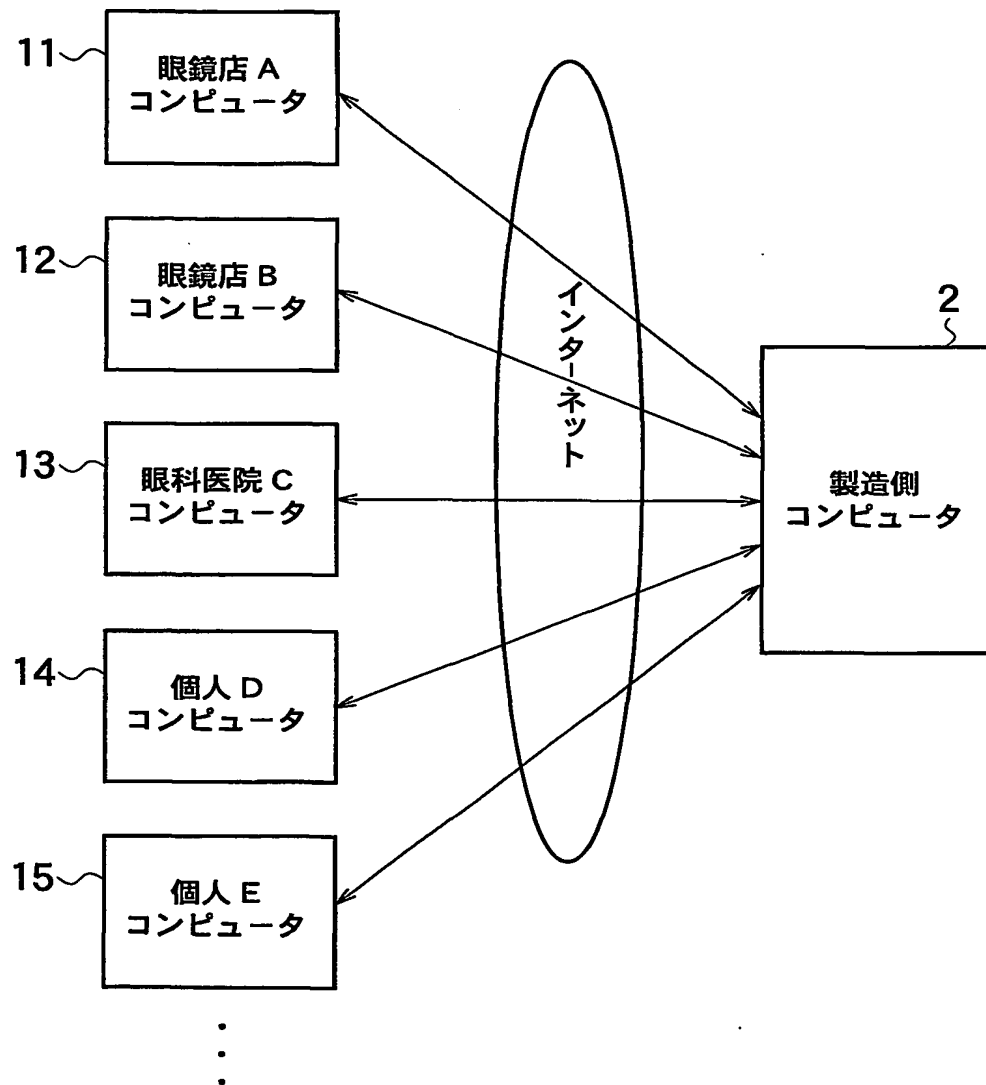 11
眼鏡店 A
コンピュータ
12
眼鏡店 B
コンピュータ
13
眼科医院 C
コンピュータ
14
個人 D
コンピュータ
15
個人 E
コンピュータ
インターネット
2
製造側
コンピュータ